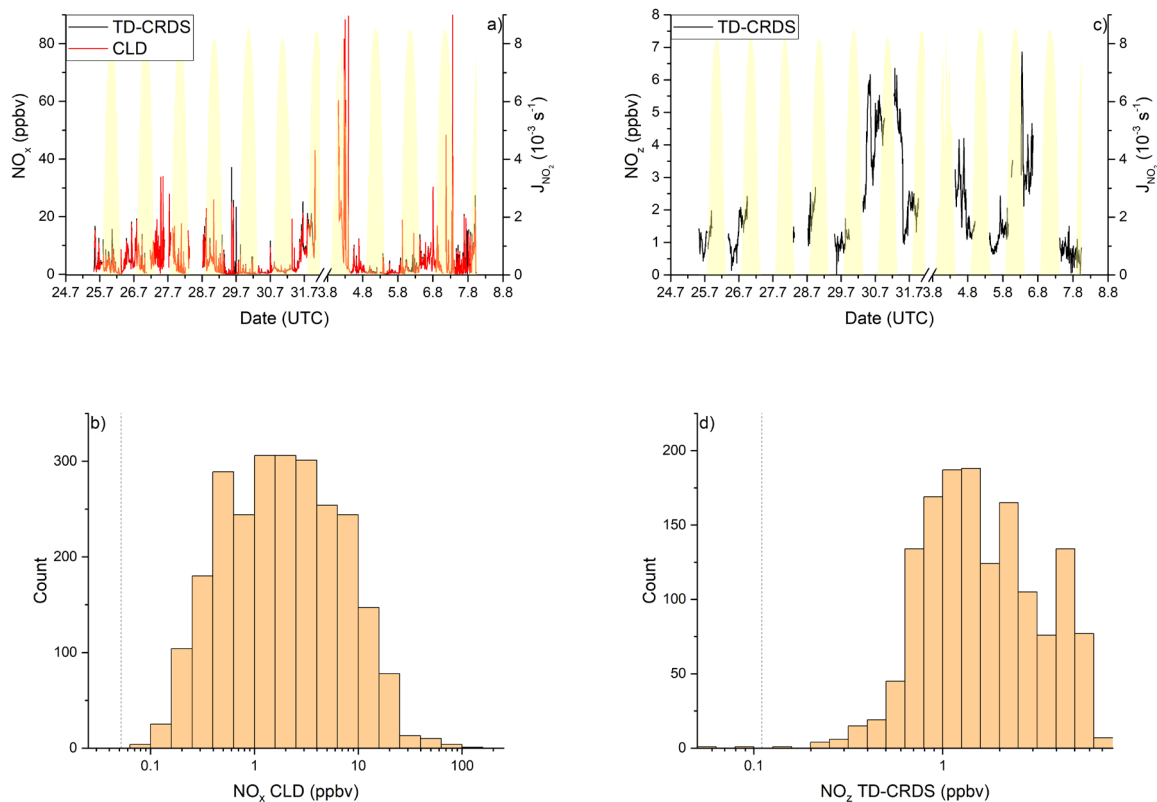 a)
TD-CRDS
CLD
80
60
40
20
0
NOₓ (ppbv)
8
6
4
2
0
24.7 25.7 26.7 27.7 28.7 29.7 30.7 31.7 3.8 4.8 5.8 6.8 7.8 8.8
Date (UTC)
c)
TD-CRDS
8
7
6
5
4
3
2
1
0
NO_z (ppbv)
8
6
4
2
0
24.7 25.7 26.7 27.7 28.7 29.7 30.7 31.7 3.8 4.8 5.8 6.8 7.8 8.8
Date (UTC)
J_NO₂ (10⁻³ s⁻¹)
b)
300
200
100
0
Count
0.1 1 10 100
NOₓ CLD (ppbv)
d)
200
150
100
50
0
Count
0.1 1
NO_z TD-CRDS (ppbv)